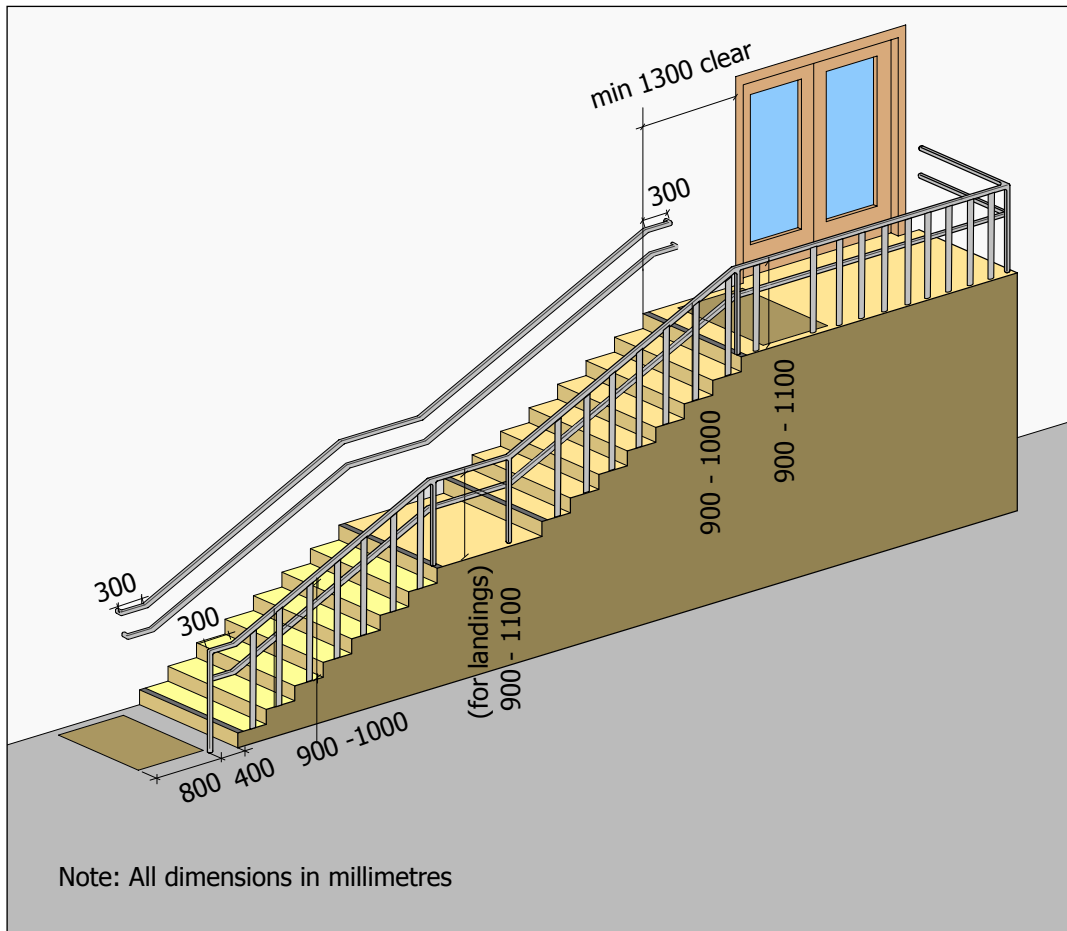 min 1300 clear
300
300
300
900 - 1100
900 - 1000
(for landings)
900 - 1100
900 -1000
400
800
Note: All dimensions in millimetres